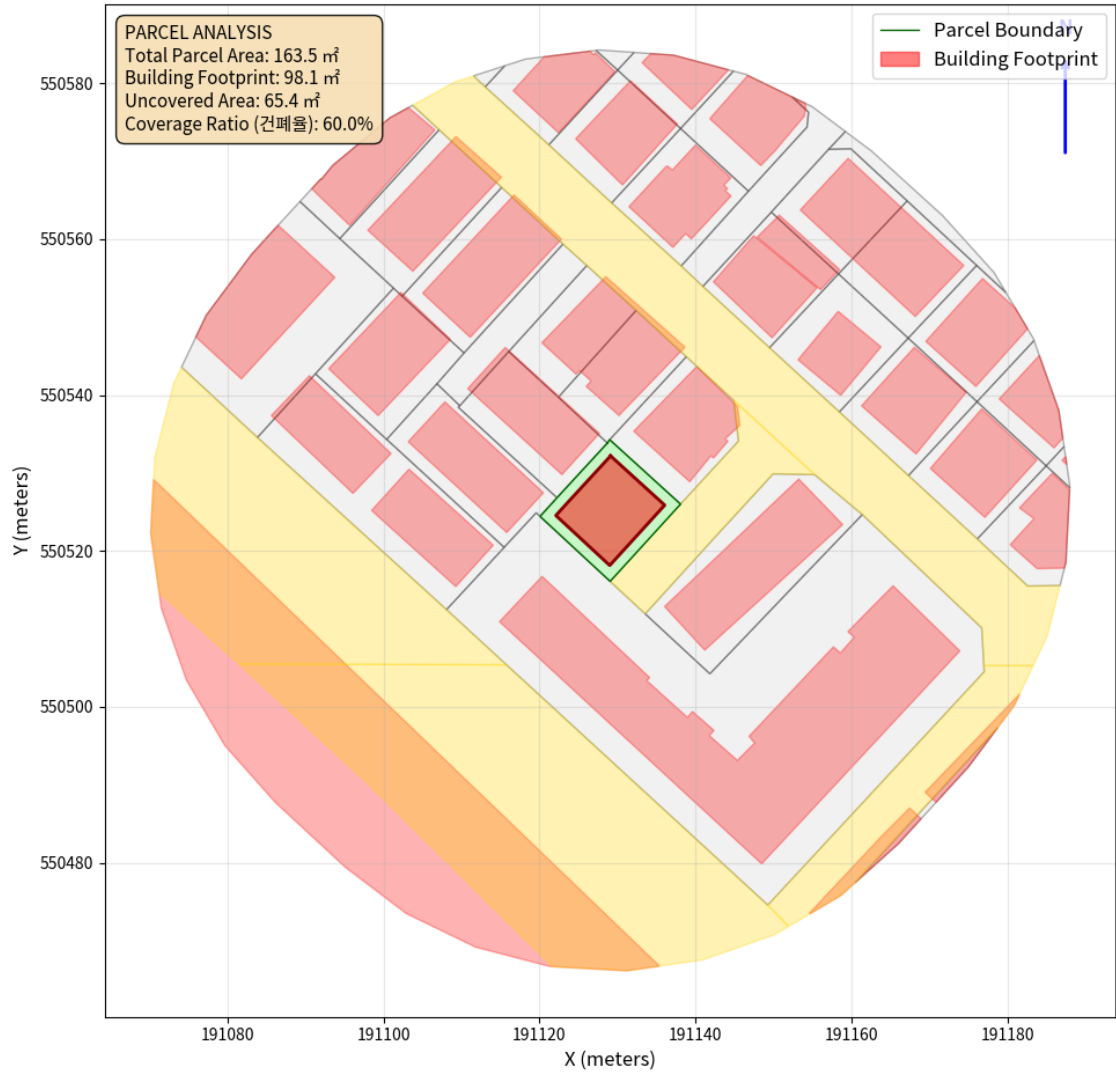 PARCEL ANALYSIS
Total Parcel Area: 163.5 ㎡
Building Footprint: 98.1 ㎡
Uncovered Area: 65.4 ㎡
Coverage Ratio (건폐율): 60.0%
N
Parcel Boundary
Building Footprint
550580
550560
550540
550520
550500
550480
Y (meters)
191080
191100
191120
191140
191160
191180
X (meters)